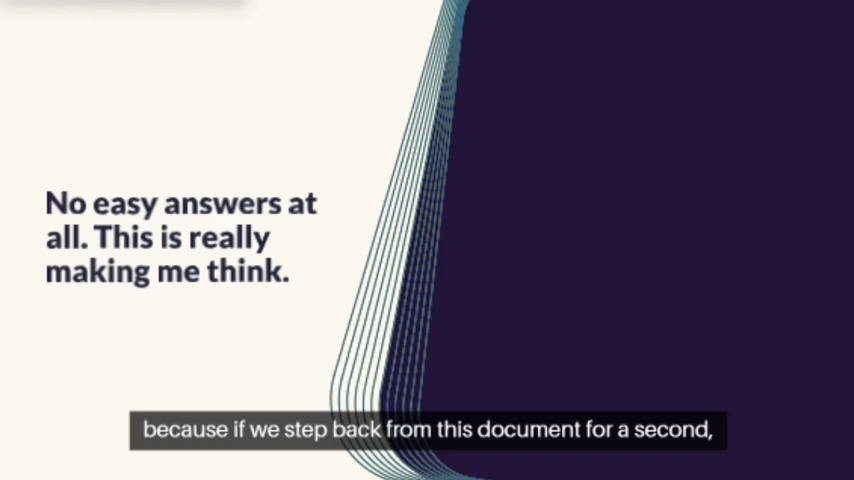 No easy answers at
all. This is really
making me think.
because if we step back from this document for a second,